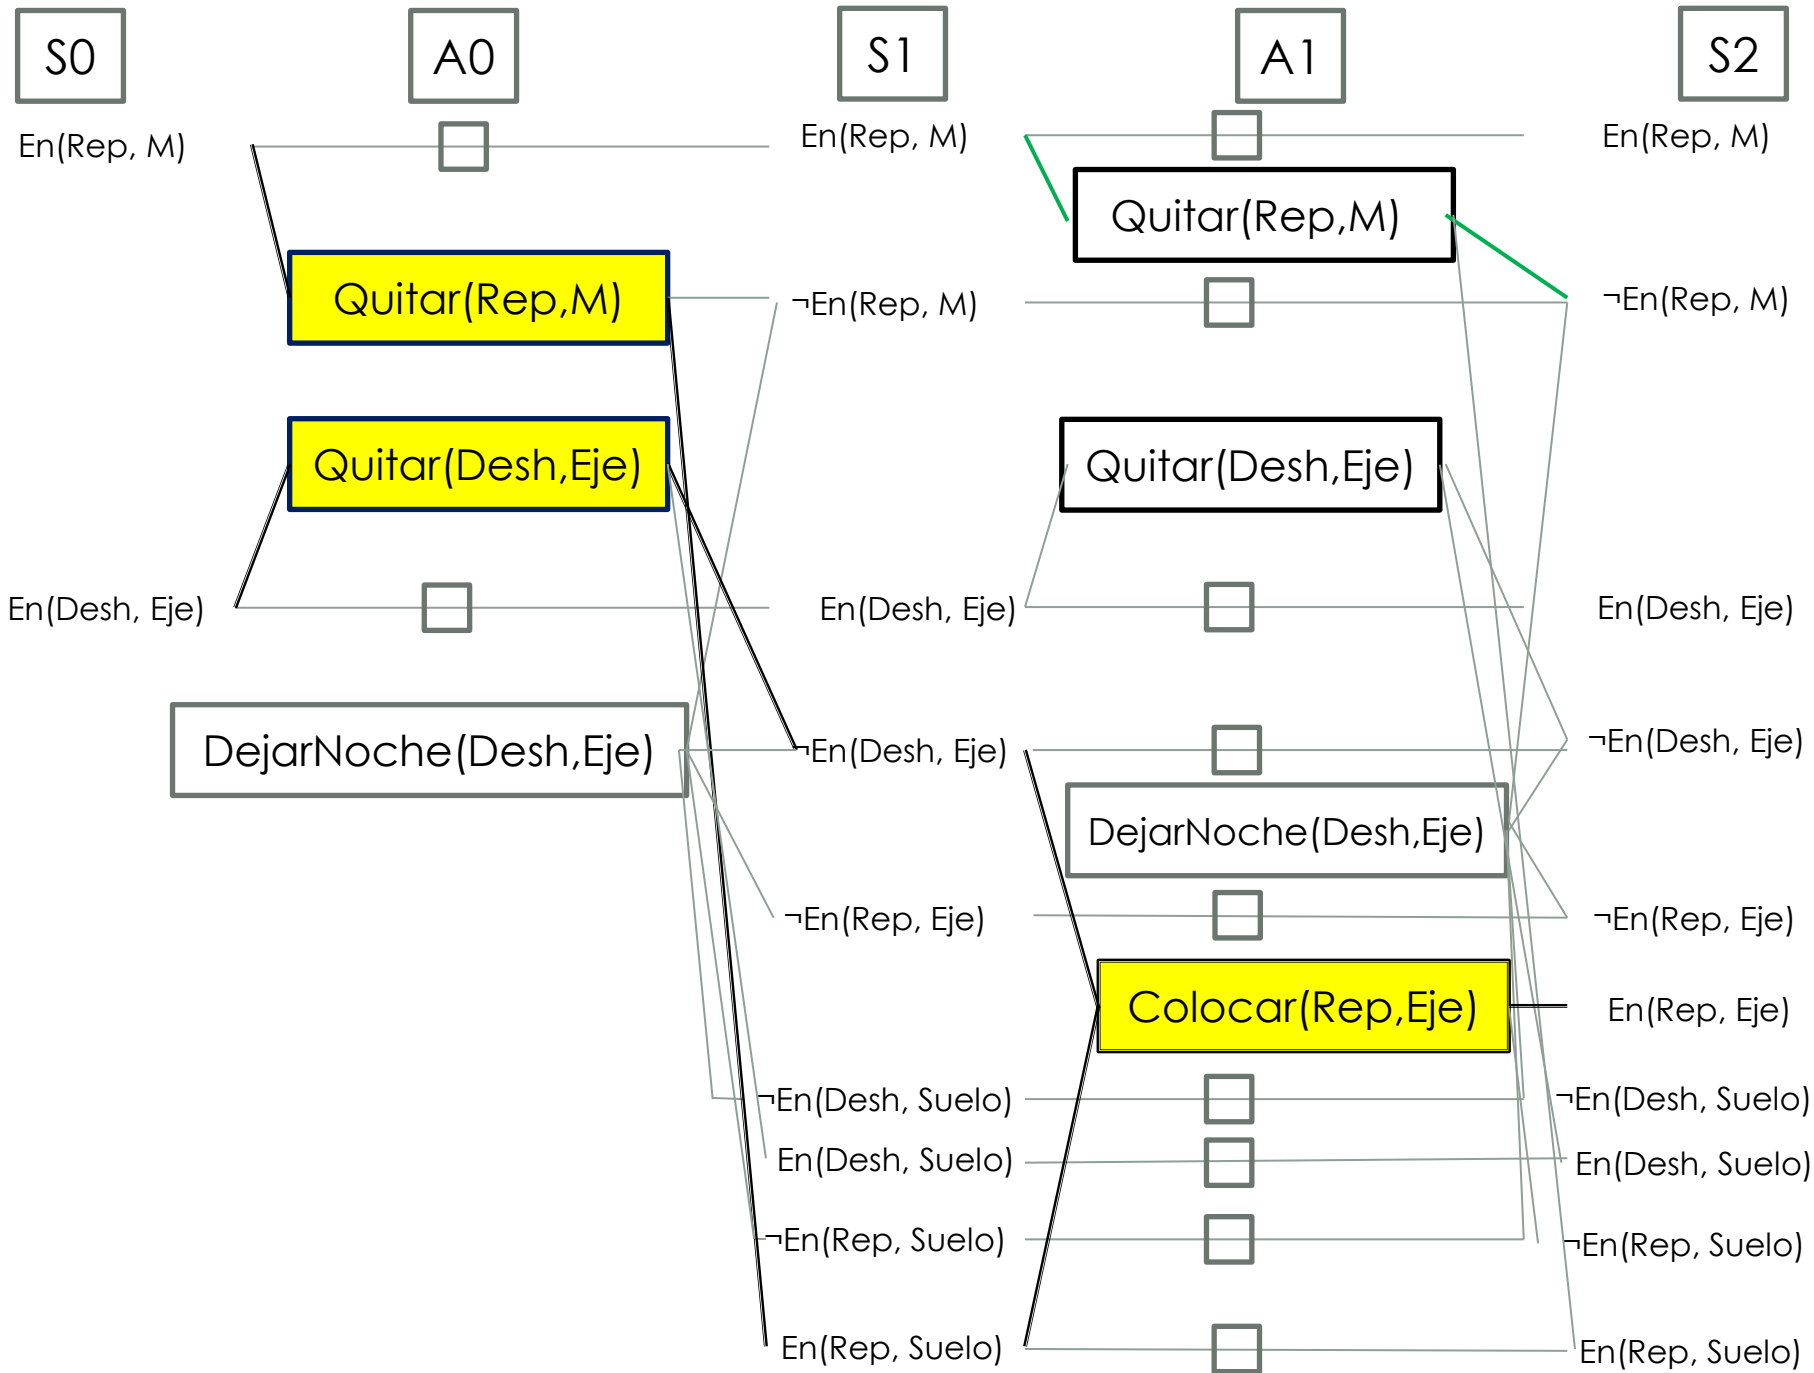 S0
A0
S1
A1
S2
En(Rep, M)
En(Rep, M)
En(Rep, M)
Quitar(Rep,M)
Quitar(Rep,M)
¬En(Rep, M)
¬En(Rep, M)
Quitar(Desh,Eje)
Quitar(Desh,Eje)
En(Desh, Eje)
En(Desh, Eje)
En(Desh, Eje)
DejarNoche(Desh,Eje)
¬En(Desh, Eje)
¬En(Desh, Eje)
DejarNoche(Desh,Eje)
¬En(Rep, Eje)
¬En(Rep, Eje)
Colocar(Rep,Eje)
En(Rep, Eje)
¬En(Desh, Suelo)
¬En(Desh, Suelo)
En(Desh, Suelo)
En(Desh, Suelo)
¬En(Rep, Suelo)
¬En(Rep, Suelo)
En(Rep, Suelo)
En(Rep, Suelo)